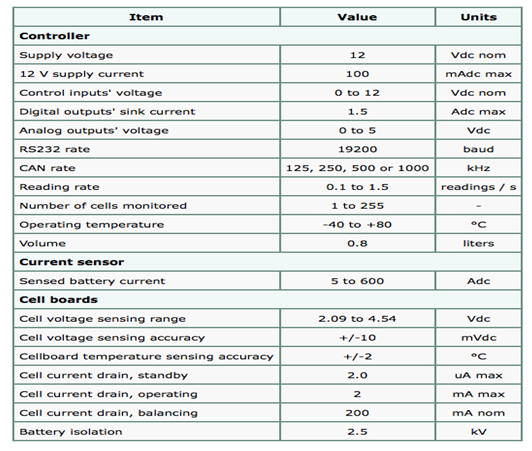 Item Value Units
Controller
Supply voltage 12 Vdc nom
12 V supply current 100 mAdc max
Control inputs' voltage 0 to 12 Vdc nom
Digital outputs' sink current 1.5 Adc max
Analog outputs' voltage 0 to 5 Vdc
RS232 rate 19200 baud
CAN rate 125, 250, 500 or 1000 kHz
Reading rate 0.1 to 1.5 readings / s
Number of cells monitored 1 to 255 -
Operating temperature -40 to +80 °C
Volume 0.8 liters
Current sensor
Sensed battery current 5 to 600 Adc
Cell boards
Cell voltage sensing range 2.09 to 4.54 Vdc
Cell voltage sensing accuracy +/-10 mVdc
Cellboard temperature sensing accuracy +/-2 °C
Cell current drain, standby 2.0 uA max
Cell current drain, operating 2 mA max
Cell current drain, balancing 200 mA nom
Battery isolation 2.5 kV